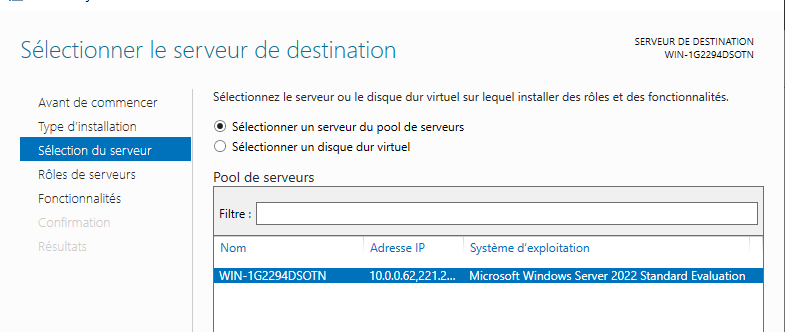 Sélectionner le serveur de destination
SERVEUR DE DESTINATION
WIN-1G2294DSOTN
Avant de commencer
Type d'installation
Sélection du serveur
Rôles de serveurs
Fonctionnalités
Confirmation
Résultats
Sélectionnez le serveur ou le disque dur virtuel sur lequel installer des rôles et des fonctionnalités.
Sélectionner un serveur du pool de serveurs
Sélectionner un disque dur virtuel
Pool de serveurs
Filtre :
Nom Adresse IP Système d'exploitation
WIN-1G2294DSOTN 10.0.0.62,221.2... Microsoft Windows Server 2022 Standard Evaluation